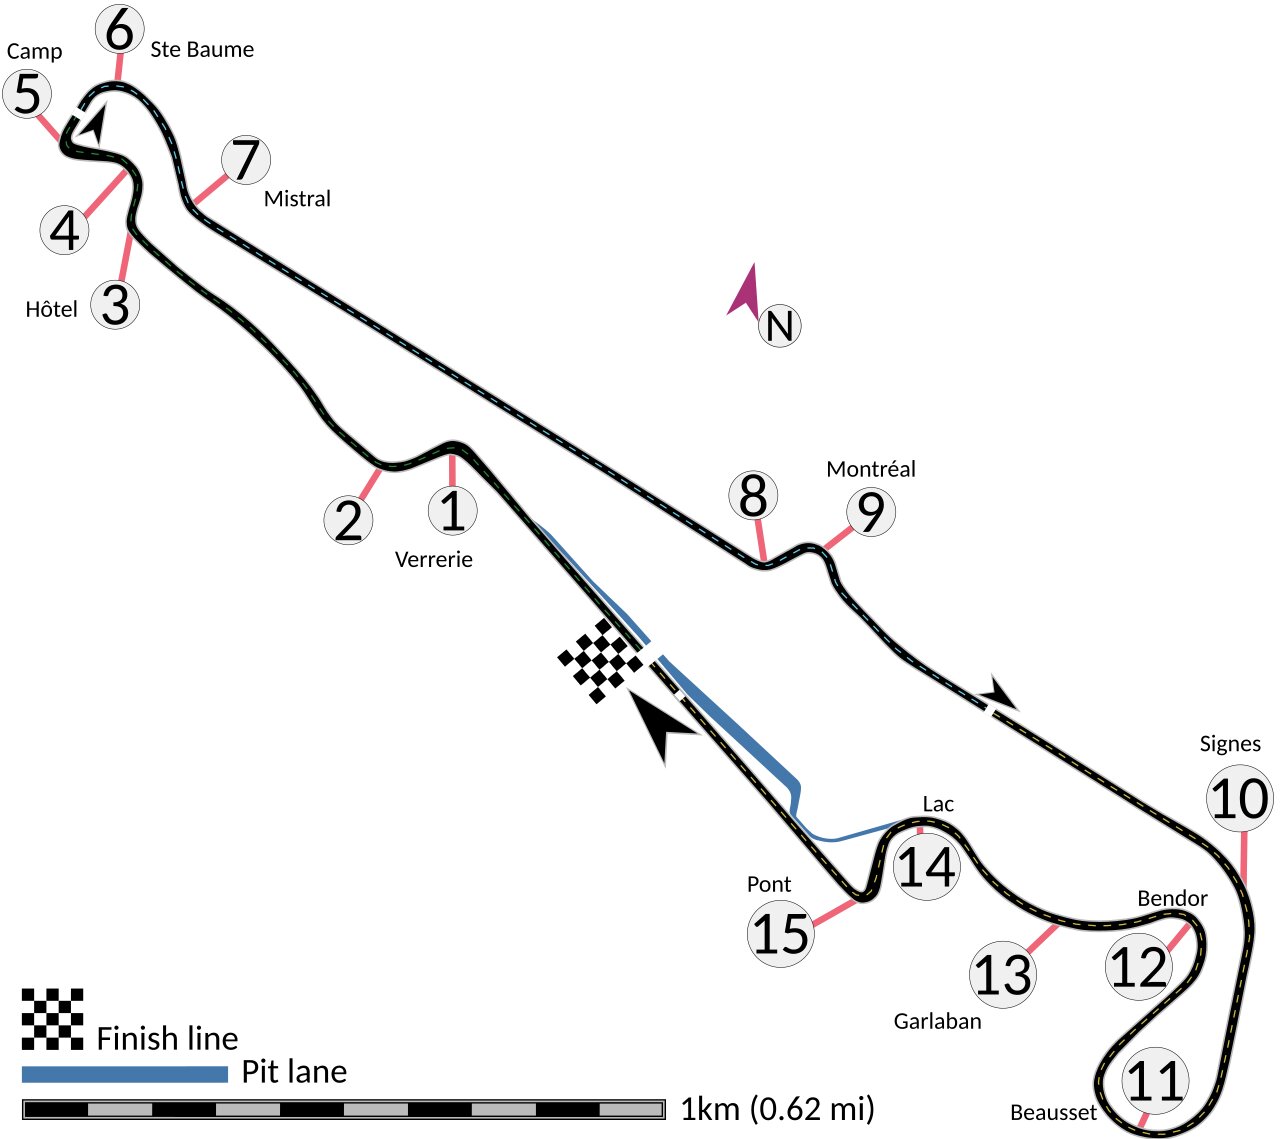 6
Ste Baume
Camp
5
7
Mistral
4
Hôtel
3
N
Montréal
8
9
2
1
Verrerie
Signes
10
Lac
14
Pont
15
Bendor
12
13
Garlaban
11
Beausset
Finish line
Pit lane
1km (0.62 mi)